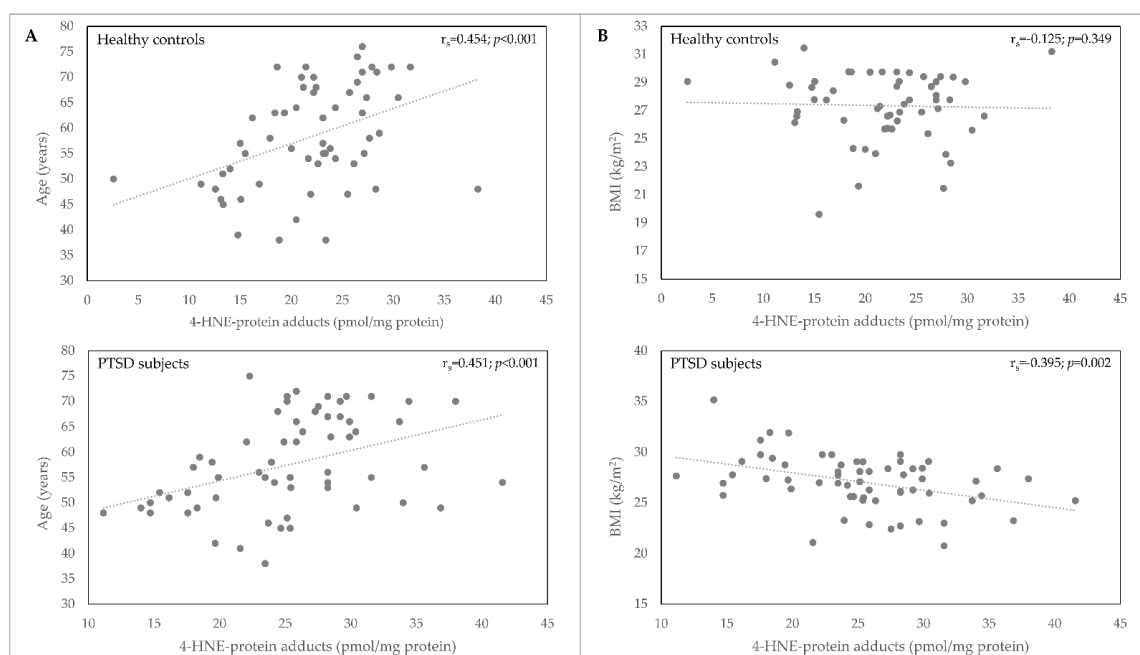 A
Healthy controls
rs=0.454; p<0.001
Age (years)
80
75
70
65
60
55
50
45
40
35
30
0 5 10 15 20 25 30 35 40 45
4-HNE-protein adducts (pmol/mg protein)
PTSD subjects
rs=0.451; p<0.001
Age (years)
80
75
70
65
60
55
50
45
40
35
30
10 15 20 25 30 35 40 45
4-HNE-protein adducts (pmol/mg protein)
B
Healthy controls
rs=-0.125; p=0.349
BMI (kg/m²)
33
31
29
27
25
23
21
19
17
15
0 5 10 15 20 25 30 35 40 45
4-HNE-protein adducts (pmol/mg protein)
PTSD subjects
rs=-0.395; p=0.002
BMI (kg/m²)
40
35
30
25
20
15
10 15 20 25 30 35 40 45
4-HNE-protein adducts (pmol/mg protein)